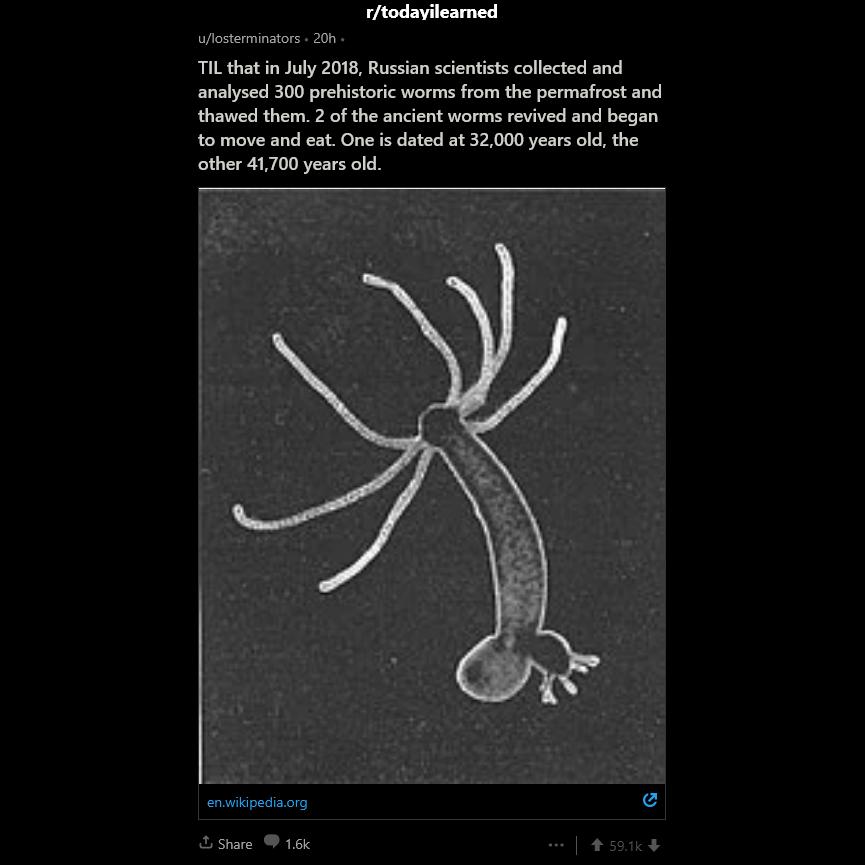 r/todayilearned
u/losterminators • 20h •
TIL that in July 2018, Russian scientists collected and
analysed 300 prehistoric worms from the permafrost and
thawed them. 2 of the ancient worms revived and began
to move and eat. One is dated at 32,000 years old, the
other 41,700 years old.
en.wikipedia.org
Share 1.6k ••• 59.1k